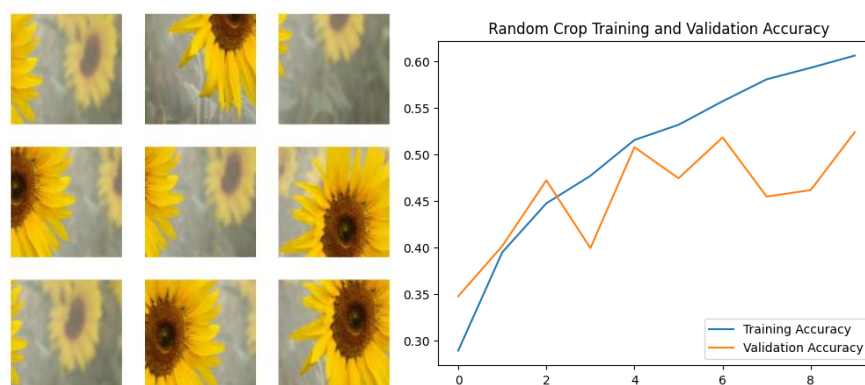 Random Crop Training and Validation Accuracy
0.60
0.55
0.50
0.45
0.40
0.35
0.30
Training Accuracy
Validation Accuracy
0 2 4 6 8